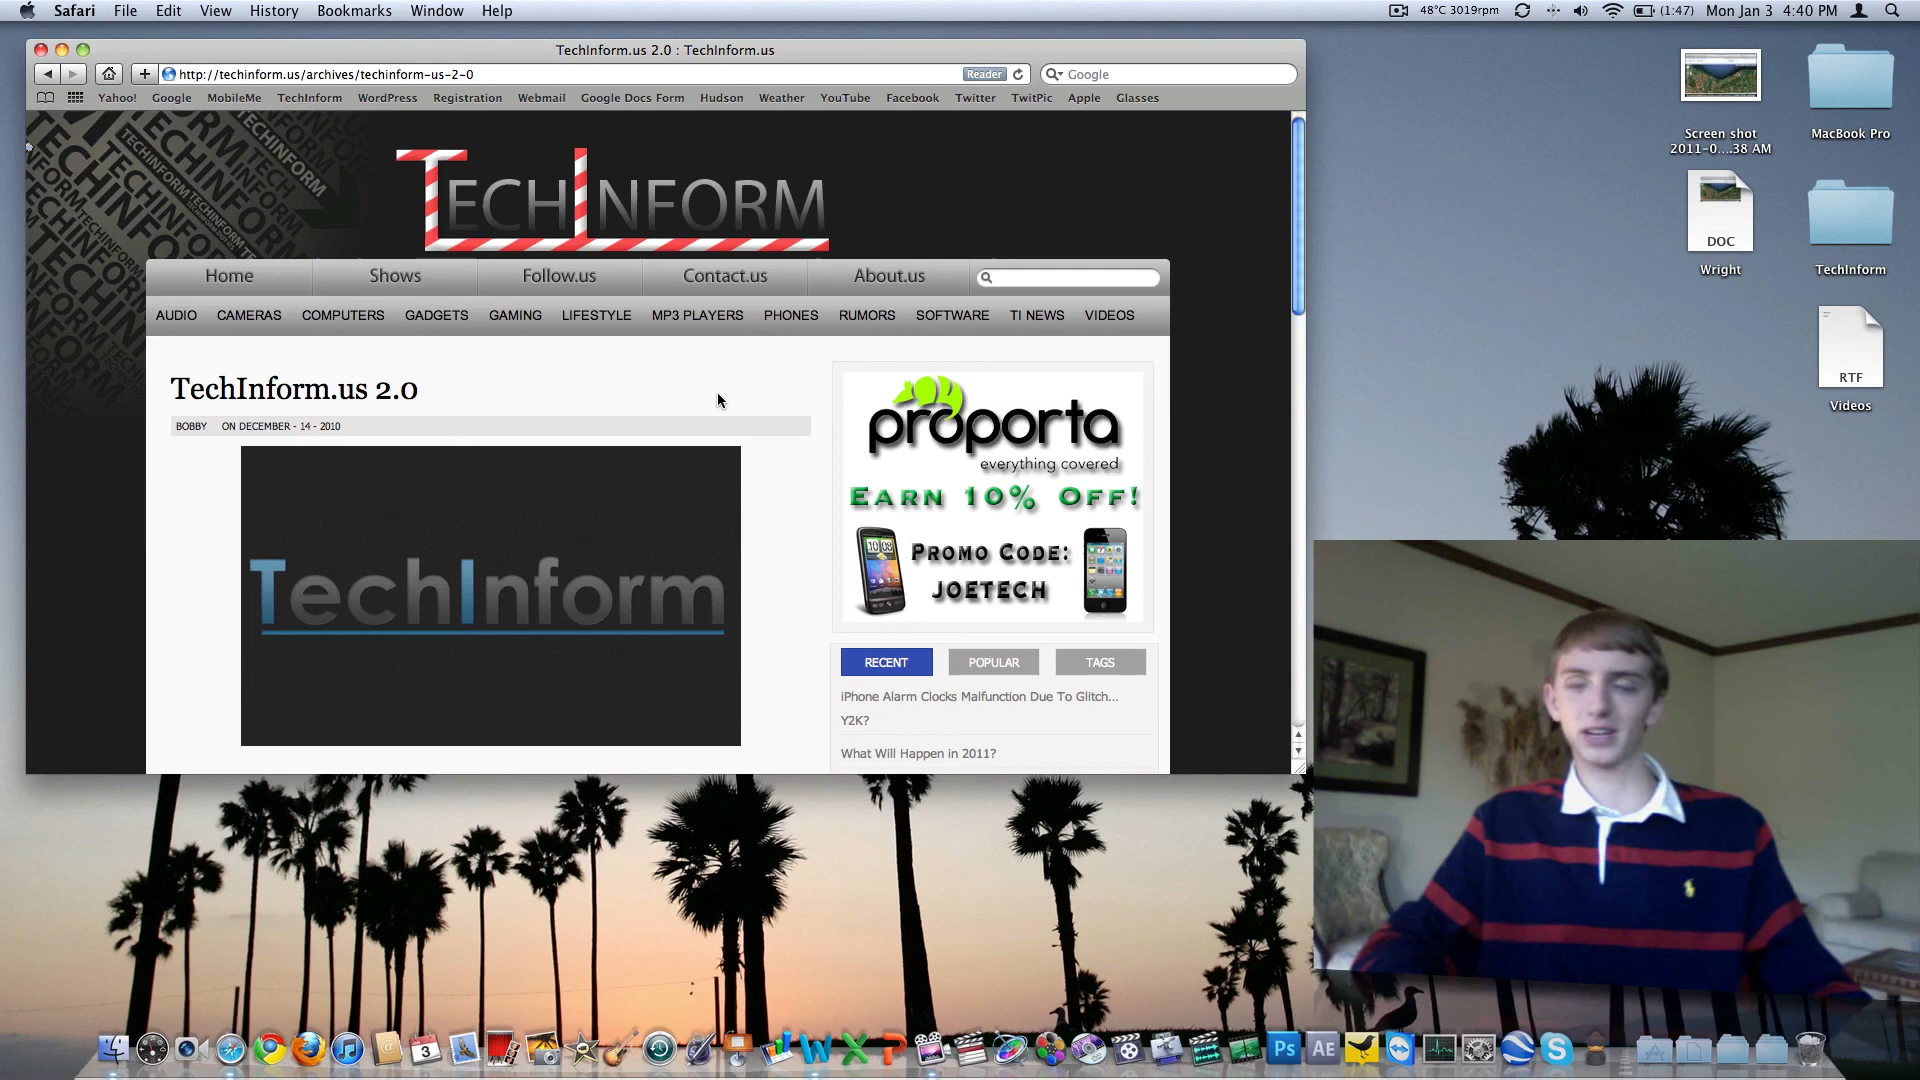 Safari File Edit View History Bookmarks Window Help
48°C 3019rpm (1:47) Mon Jan 3 4:40 PM
TechInform.us 2.0 : TechInform.us
http://techinform.us/archives/techinform-us-2-0 Reader
Google
Yahoo! Google MobileMe TechInform WordPress Registration Webmail Google Docs Form Hudson Weather YouTube Facebook Twitter TwitPic Apple Glasses
TECHINFORM
Home Shows Follow.us Contact.us About.us
AUDIO CAMERAS COMPUTERS GADGETS GAMING LIFESTYLE MP3 PLAYERS PHONES RUMORS SOFTWARE TI NEWS VIDEOS
TechInform.us 2.0
BOBBY ON DECEMBER - 14 - 2010
TechInform
proporta
everything covered
EARN 10% OFF!
PROMO CODE:
JOETECH
RECENT POPULAR TAGS
iPhone Alarm Clocks Malfunction Due To Glitch...
Y2K?
What Will Happen in 2011?
Screen shot
2011-0....38 AM
MacBook Pro
DOC
Wright
TechInform
RTF
Videos
3
Ps
AE